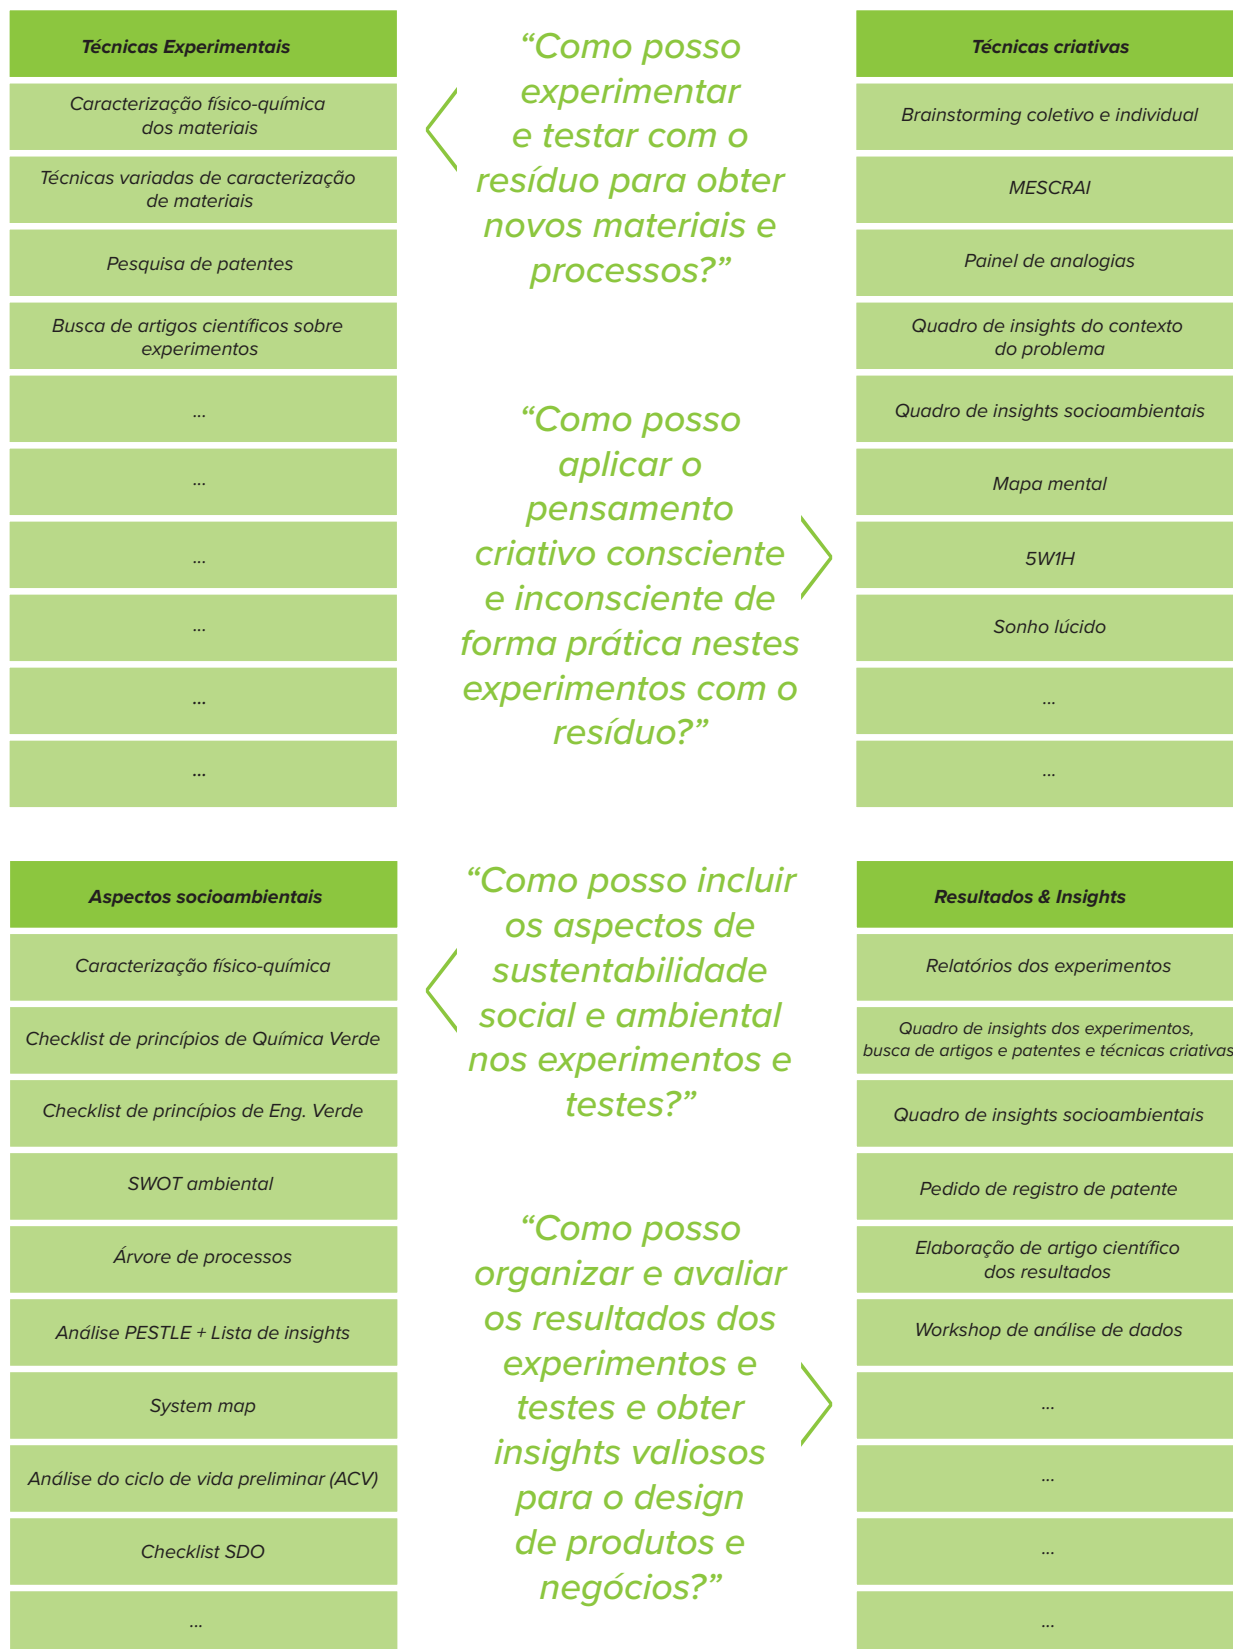 Técnicas Experimentais
Caracterização físico-química
dos materiais
Técnicas variadas de caracterização
de materiais
Pesquisa de patentes
Busca de artigos científicos sobre
experimentos
...
...
...
...
...
...
“Como posso
experimentar
e testar com o
resíduo para obter
novos materiais e
processos?”
“Como posso
aplicar o
pensamento
criativo consciente
e inconsciente de
forma prática nestes
experimentos com o
resíduo?”
Técnicas criativas
Brainstorming coletivo e individual
MESCRAI
Painel de analogias
Quadro de insights do contexto
do problema
Quadro de insights socioambientais
Mapa mental
5W1H
Sonho lúcido
...
...
Aspectos socioambientais
Caracterização físico-química
Checklist de princípios de Química Verde
Checklist de princípios de Eng. Verde
SWOT ambiental
Árvore de processos
Análise PESTLE + Lista de insights
System map
Análise do ciclo de vida preliminar (ACV)
Checklist SDO
...
“Como posso incluir
os aspectos de
sustentabilidade
social e ambiental
nos experimentos e
testes?”
“Como posso
organizar e avaliar
os resultados dos
experimentos e
testes e obter
insights valiosos
para o design
de produtos e
negócios?”
Resultados & Insights
Relatórios dos experimentos
Quadro de insights dos experimentos,
busca de artigos e patentes e técnicas criativas
Quadro de insights socioambientais
Pedido de registro de patente
Elaboração de artigo científico
dos resultados
Workshop de análise de dados
...
...
...
...